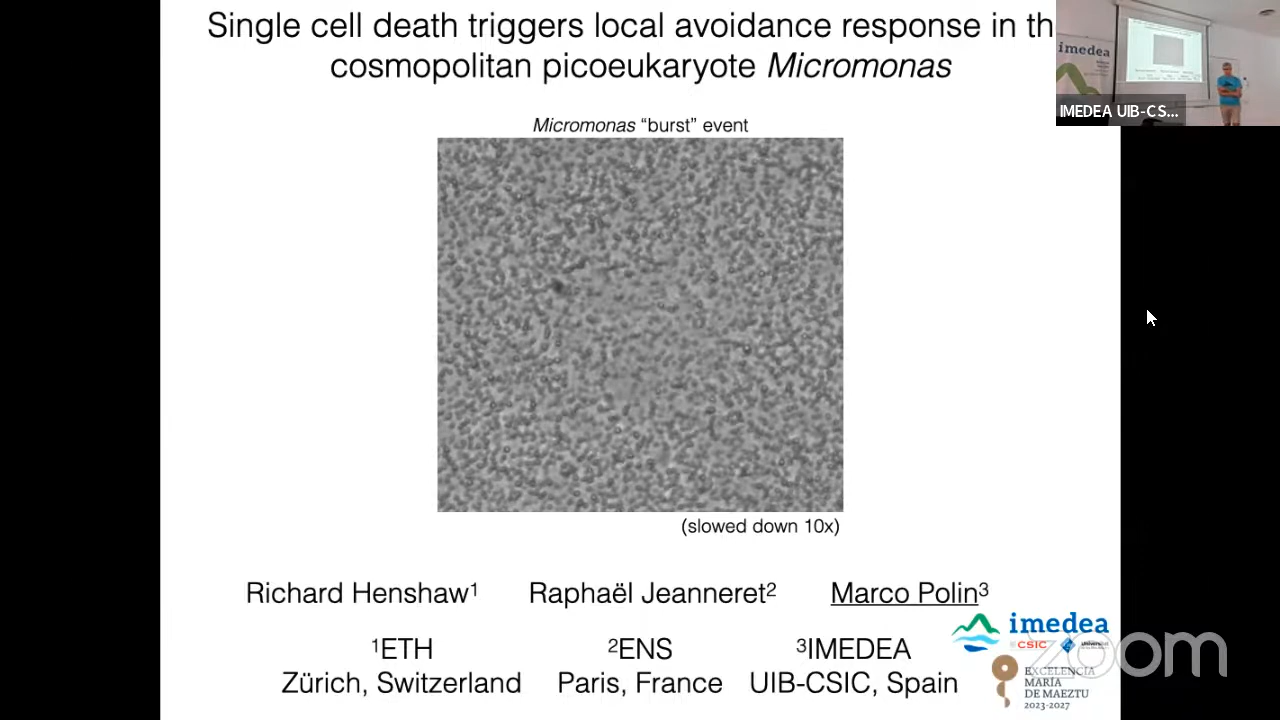 Single cell death triggers local avoidance response in th
cosmopolitan picoeukaryote Micromonas
imedea
IMEDEA UIB-CS...
Micromonas “burst” event
(slowed down 10x)
Richard Henshaw¹ Raphaël Jeanneret² Marco Polin³
¹ETH ²ENS ³IMEDEA
Zürich, Switzerland Paris, France UIB-CSIC, Spain
imedea
CSIC
zoom
EXCELENCIA
MARÍA
DE MAEZTU
2023-2027